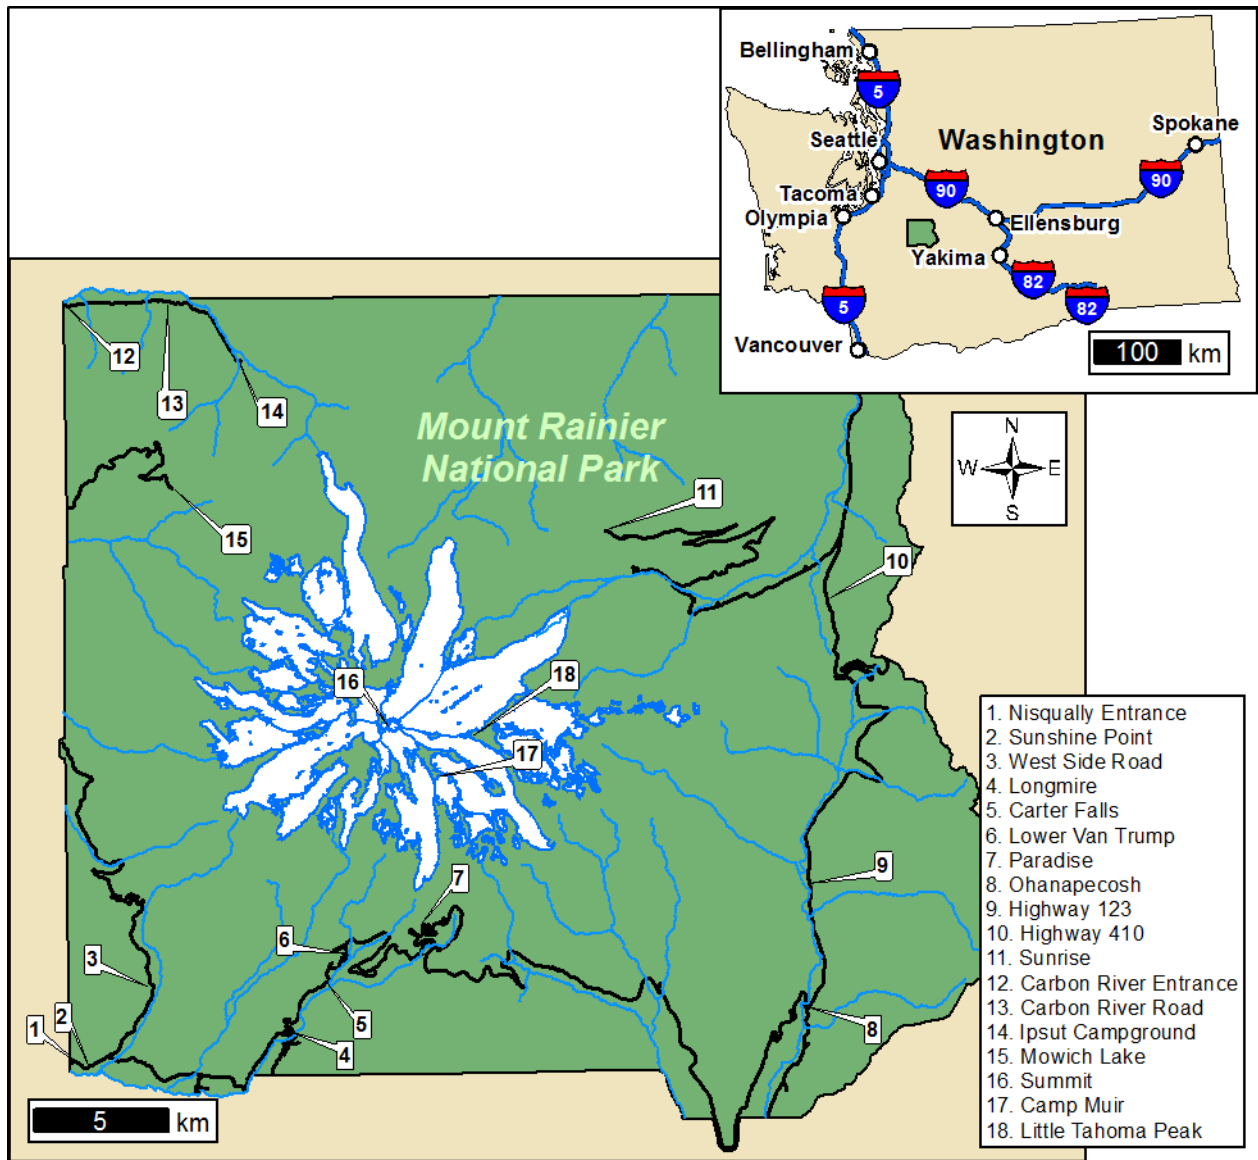 Bellingham
5
Seattle
Washington
Spokane
90
90
Tacoma
Olympia
Ellensburg
Yakima
82
82
5
Vancouver
100 km
12
13
14
Mount Rainier
National Park
N
W E
S
11
15
10
16
18
17
1. Nisqually Entrance
2. Sunshine Point
3. West Side Road
4. Longmire
5. Carter Falls
6. Lower Van Trump
7. Paradise
8. Ohanapecosh
9. Highway 123
10. Highway 410
11. Sunrise
12. Carbon River Entrance
13. Carbon River Road
14. Ipsut Campground
15. Mowich Lake
16. Summit
17. Camp Muir
18. Little Tahoma Peak
9
7
6
3
2
1
5
4
8
5 km